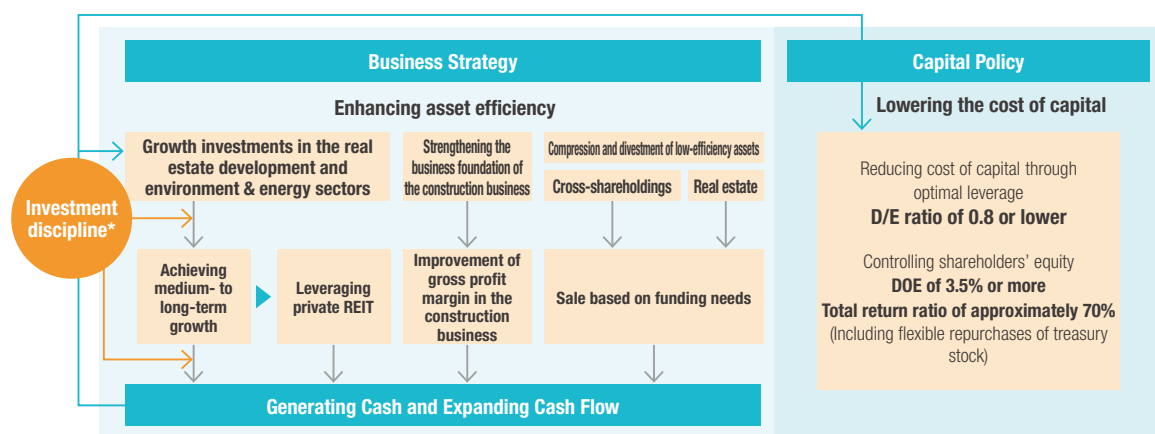 Business Strategy
Capital Policy
Enhancing asset efficiency
Lowering the cost of capital
Growth investments in the real
estate development and
environment & energy sectors
Strengthening the
business foundation
of the construction business
Compression and divestment of low-efficiency assets
Cross-shareholdings
Real estate
Investment
discipline*
Achieving
medium- to
long-term
growth
Leveraging
private REIT
Improvement of
gross profit
margin in the
construction
business
Sale based on funding needs
Generating Cash and Expanding Cash Flow
Reducing cost of capital through
optimal leverage
D/E ratio of 0.8 or lower
Controlling shareholders’ equity
DOE of 3.5% or more
Total return ratio of approximately 70%
(Including flexible repurchases of treasury
stock)